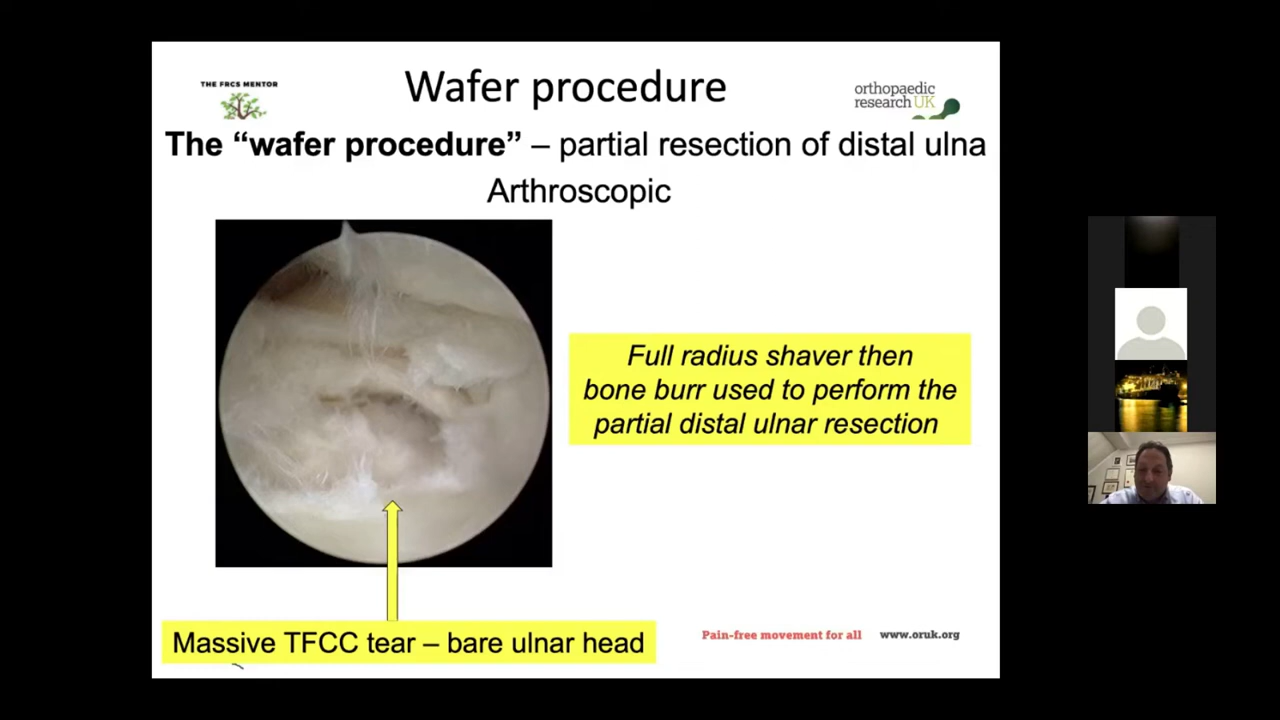 Wafer procedure
THE FRCS MENTOR
orthopaedic
research UK
The “wafer procedure” – partial resection of distal ulna
Arthroscopic
Full radius shaver then
bone burr used to perform the
partial distal ulnar resection
Massive TFCC tear – bare ulnar head
Pain-free movement for all www.oruk.org